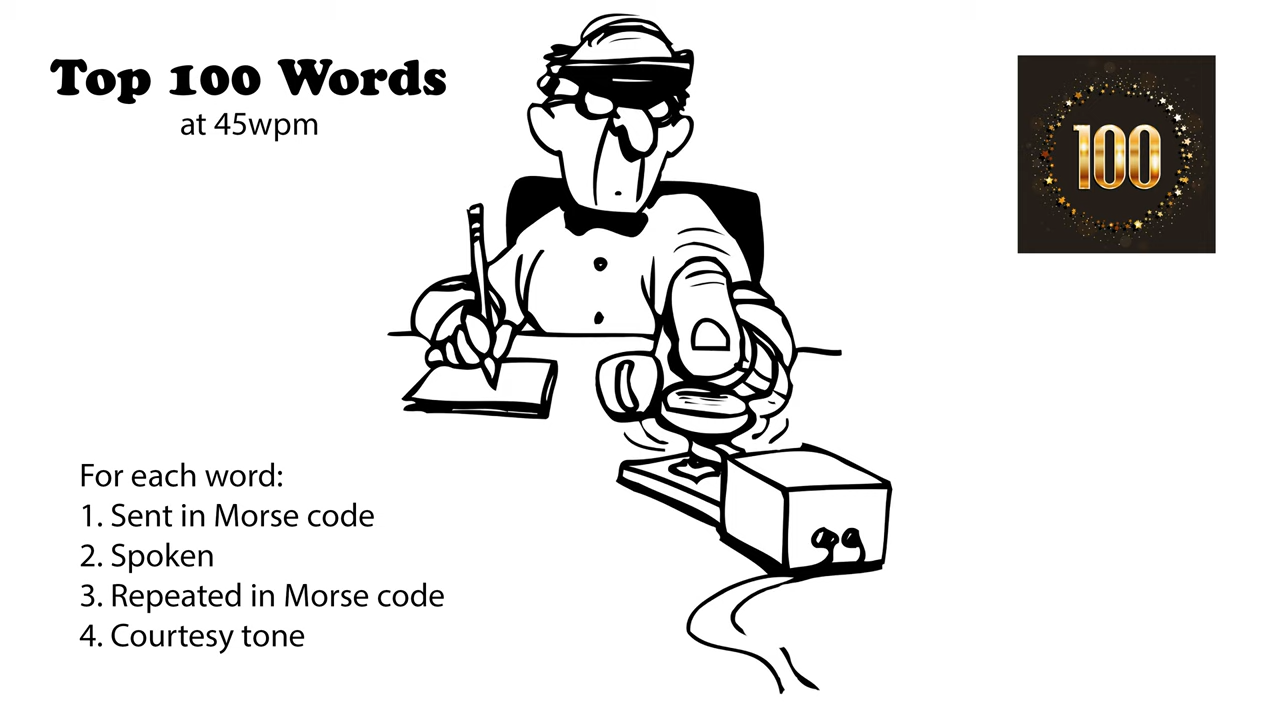 Top 100 Words
at 45wpm
100
For each word:
1. Sent in Morse code
2. Spoken
3. Repeated in Morse code
4. Courtesy tone